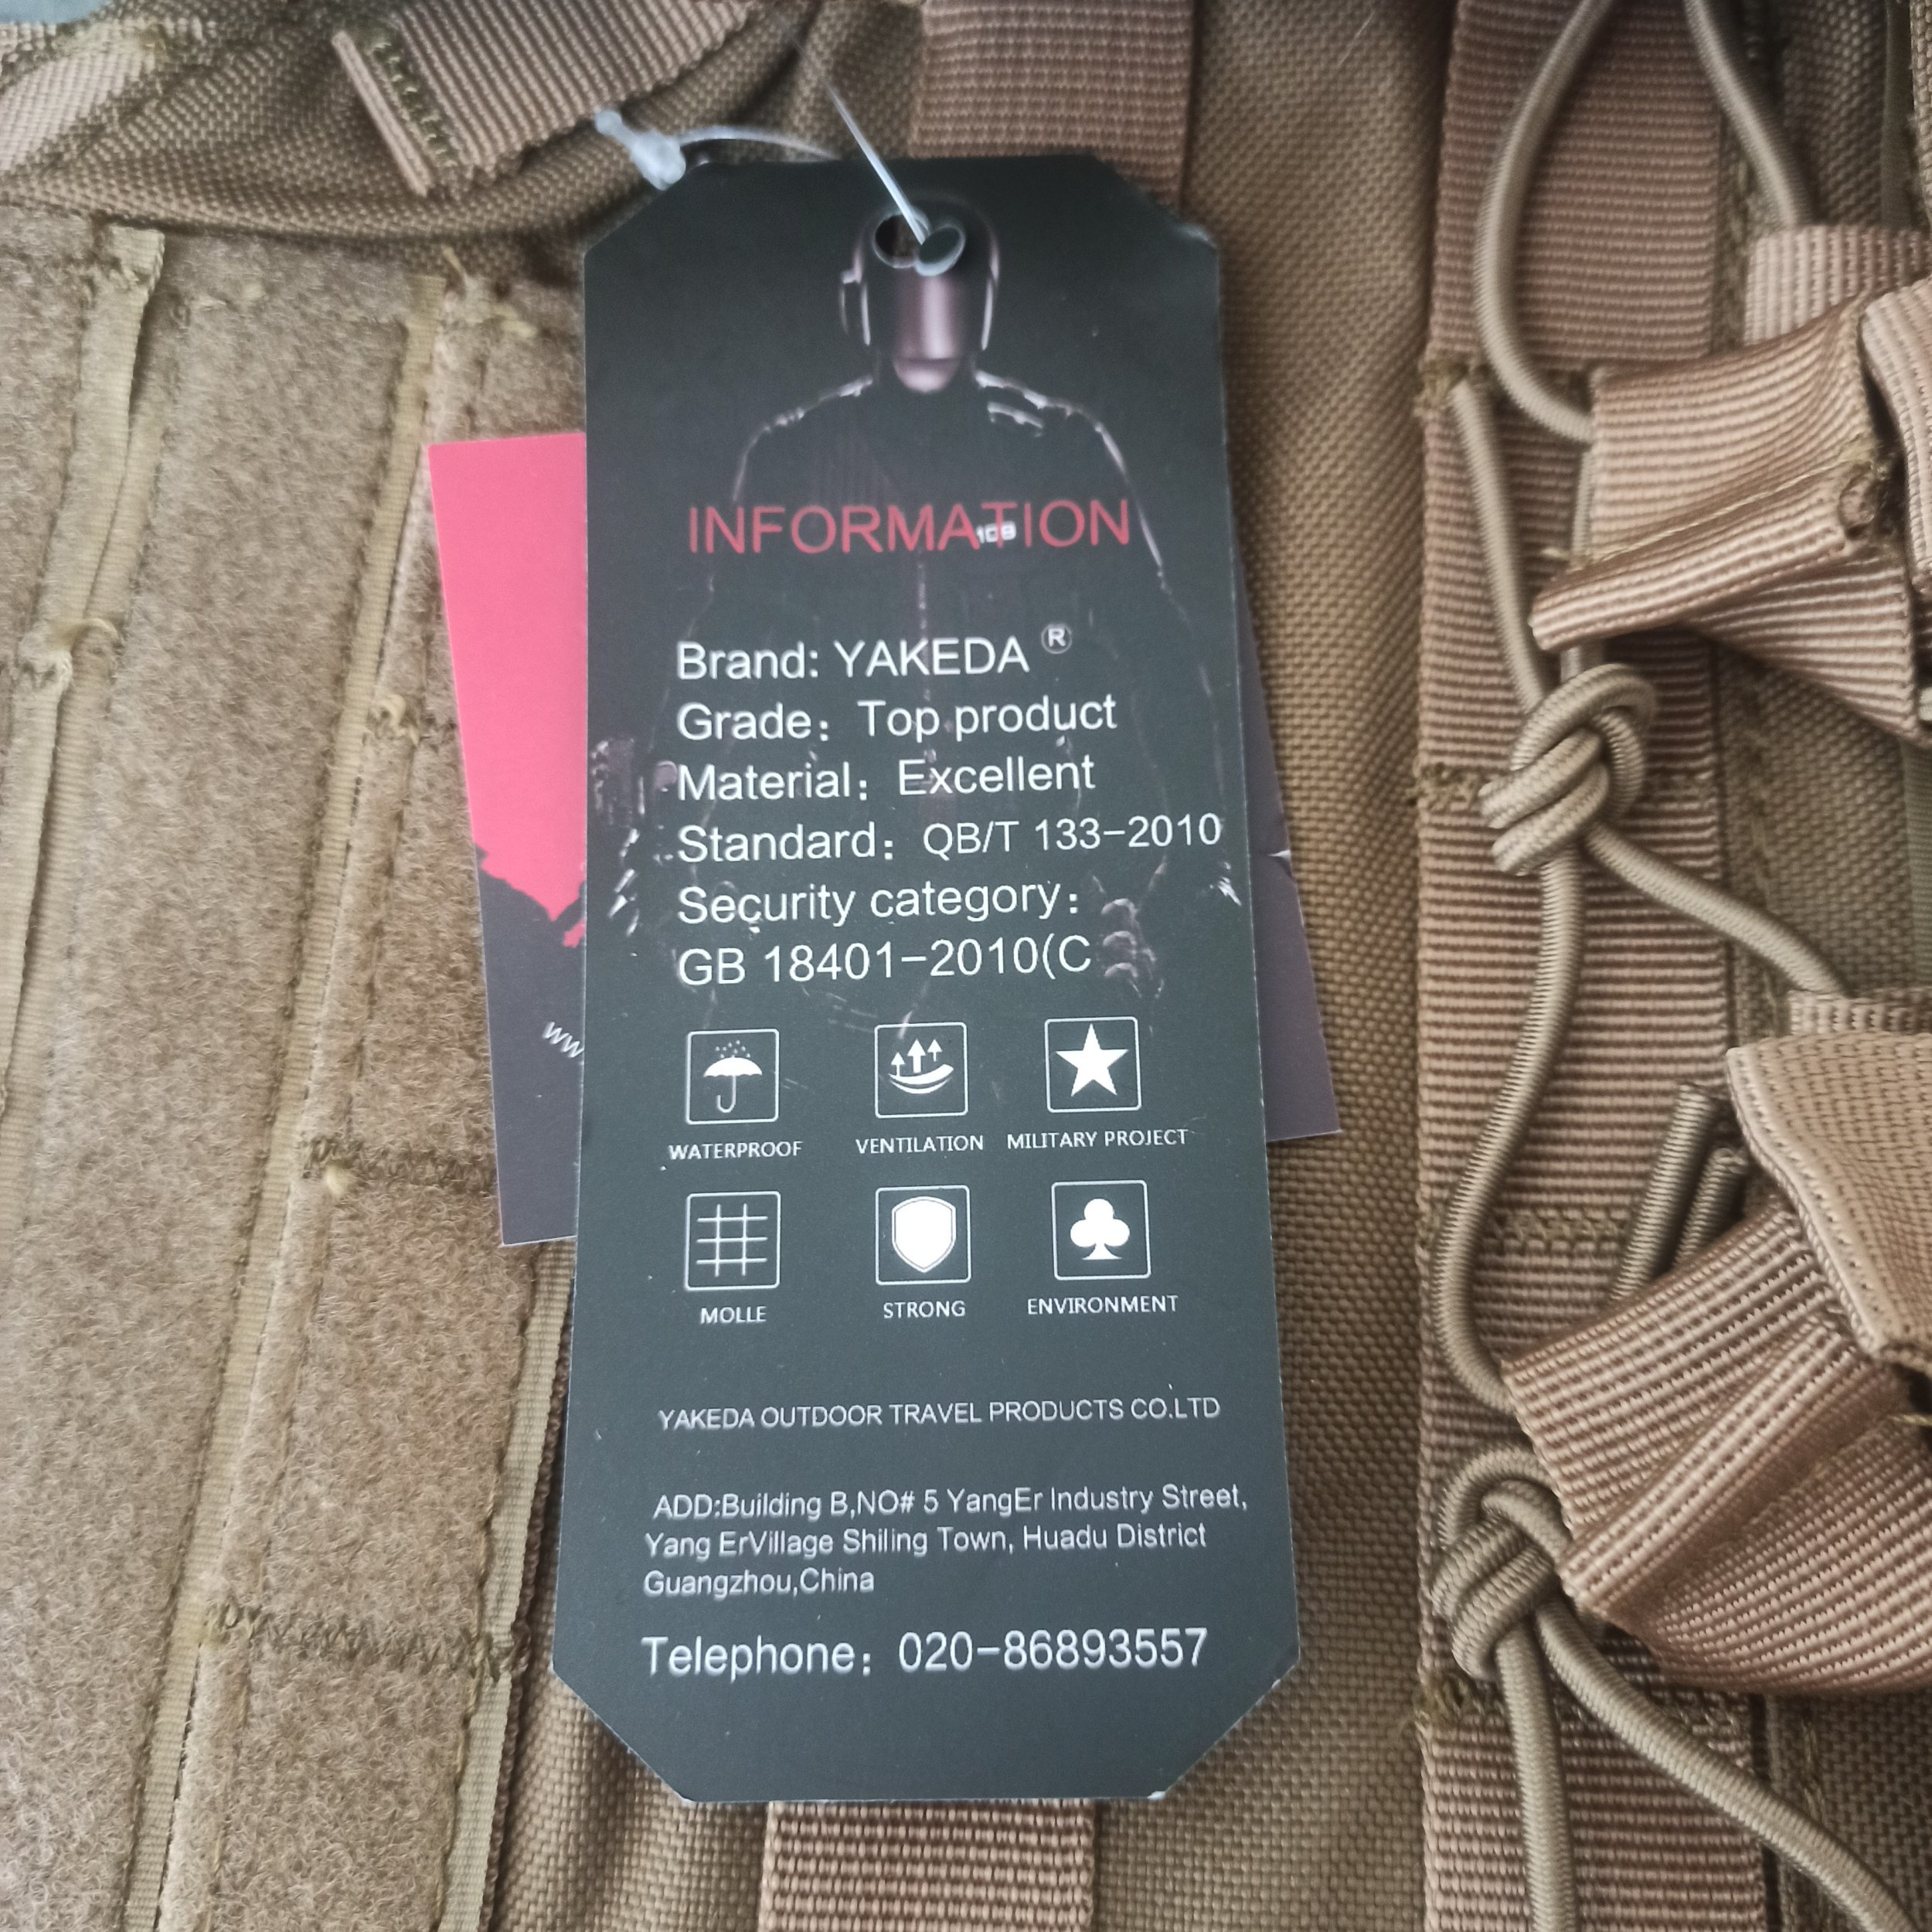 INFORMATION
109
Brand: YAKEDA ®
Grade：Top product
Material：Excellent
Standard：QB/T 133-2010
Security category：
GB 18401-2010(C
ww
WATERPROOF VENTILATION MILITARY PROJECT
MOLLE STRONG ENVIRONMENT
YAKEDA OUTDOOR TRAVEL PRODUCTS CO.LTD
ADD:Building B,NO# 5 YangEr Industry Street,
Yang ErVillage Shiling Town, Huadu District
Guangzhou,China
Telephone：020-86893557